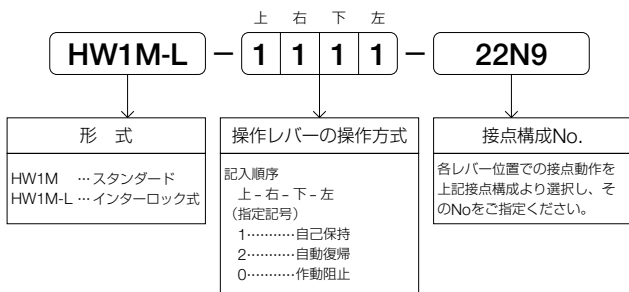 上 右 下 左
HW1M-L － 1 1 1 1 － 22N9
形　式
HW1M …スタンダード
HW1M-L …インターロック式
操作レバーの操作方式
記入順序
上－右－下－左
（指定記号）
1…………自己保持
2…………自動復帰
0…………作動阻止
接点構成No.
各レバー位置での接点動作を
上記接点構成より選択し、そ
のNoをご指定ください。